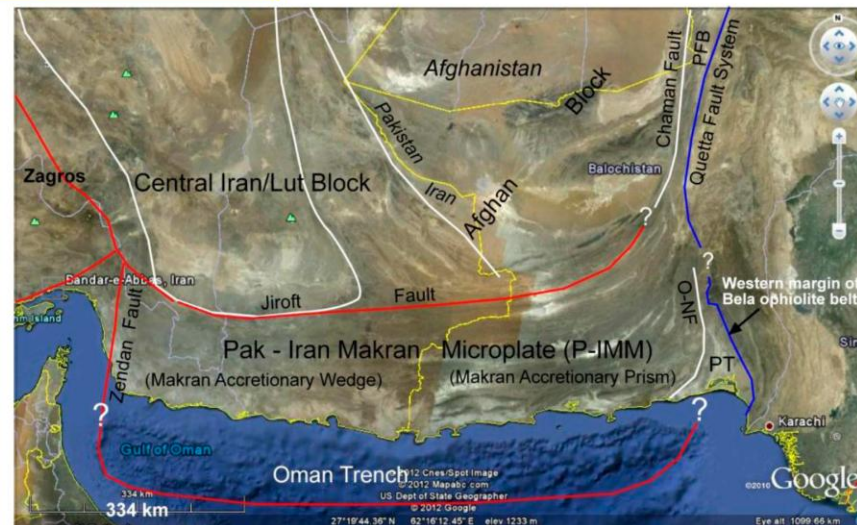 N
Afghanistan
Block
Chaman Fault
PFB
Quetta Fault System
Pakistan
Iran
Balochistan
Zagros
Central Iran/Lut Block
Afghan
?
?
Bandar-e-Abbas, Iran
Western margin of
Bela ophiolite belt
Jiroft
Fault
O-NF
Zendan Fault
Pak - Iran Makran Microplate (P-IMM)
(Makran Accretionary Wedge)
(Makran Accretionary Prism)
PT
?
?
Karachi
Gulf of Oman
Oman Trench
2012 Cnes/Spot Image
© 2012 Mapabc.com
US Dept of State Geographer
© 2012 Google
©2010 Google
334 km
334 km
27°19'44.36" N 62°16'12.45" E elev 1233 m
Eye alt 1099.66 km